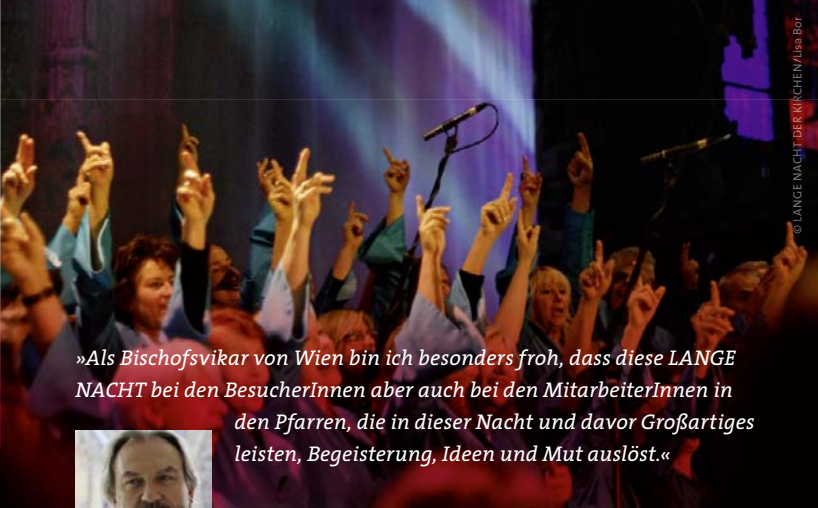 © LANGE NACHT DER KIRCHEN/Lisa Bor
»Als Bischofsvikar von Wien bin ich besonders froh, dass diese LANGE
NACHT bei den BesucherInnen aber auch bei den MitarbeiterInnen in
den Pfarren, die in dieser Nacht und davor Großartiges
leisten, Begeisterung, Ideen und Mut auslöst.«